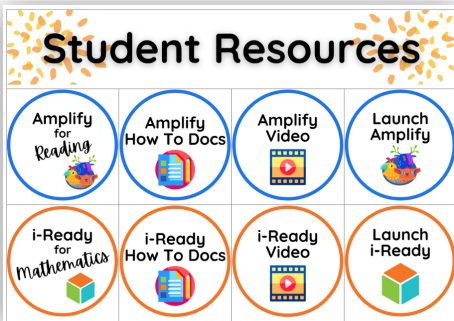 Student Resources
Amplify
for
Reading
Amplify
How To Docs
Amplify
Video
Launch
Amplify
i-Ready
for
Mathematics
i-Ready
How To Docs
i-Ready
Video
Launch
i-Ready